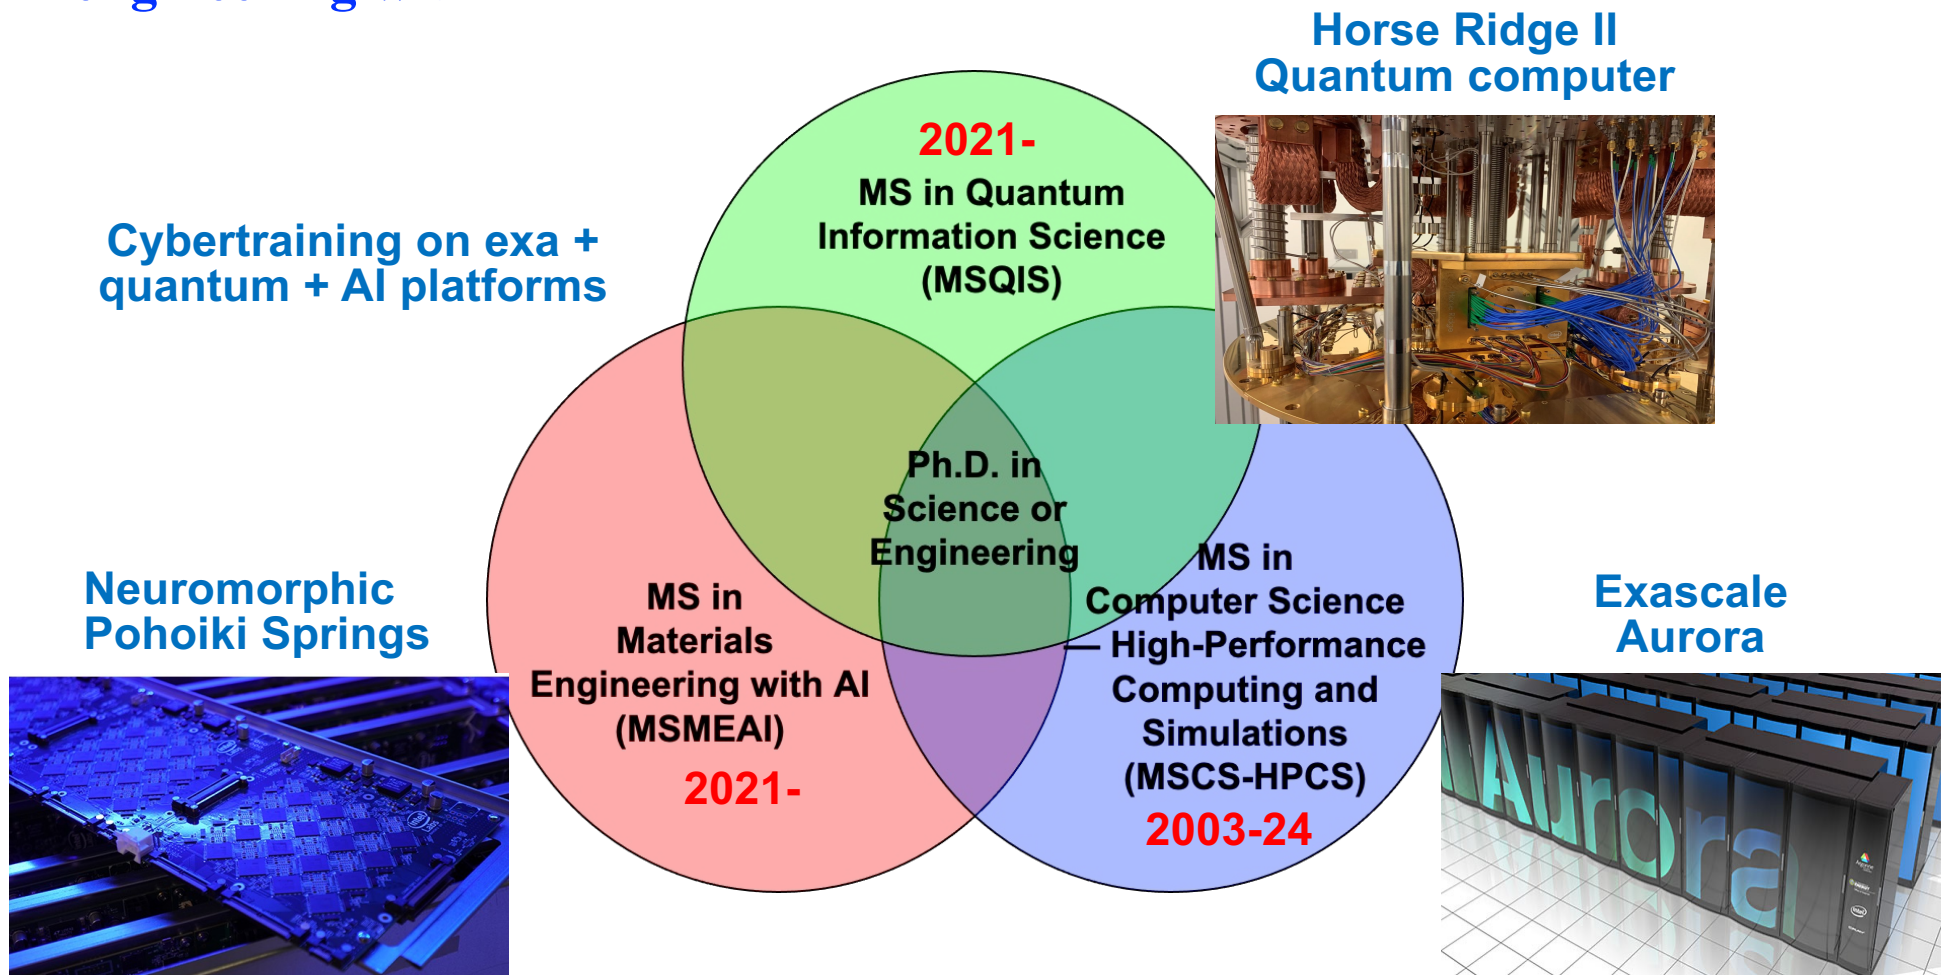 Horse Ridge II
Quantum computer
2021-
MS in Quantum
Information Science
(MSQIS)
Cybertraining on exa +
quantum + AI platforms
Ph.D. in
Science or
Engineering
Neuromorphic
Pohoiki Springs
MS in
Materials
Engineering with AI
(MSMEAI)
2021-
MS in
Computer Science
— High-Performance
Computing and
Simulations
(MSCS-HPCS)
2003-24
Exascale
Aurora
Aurora
intel